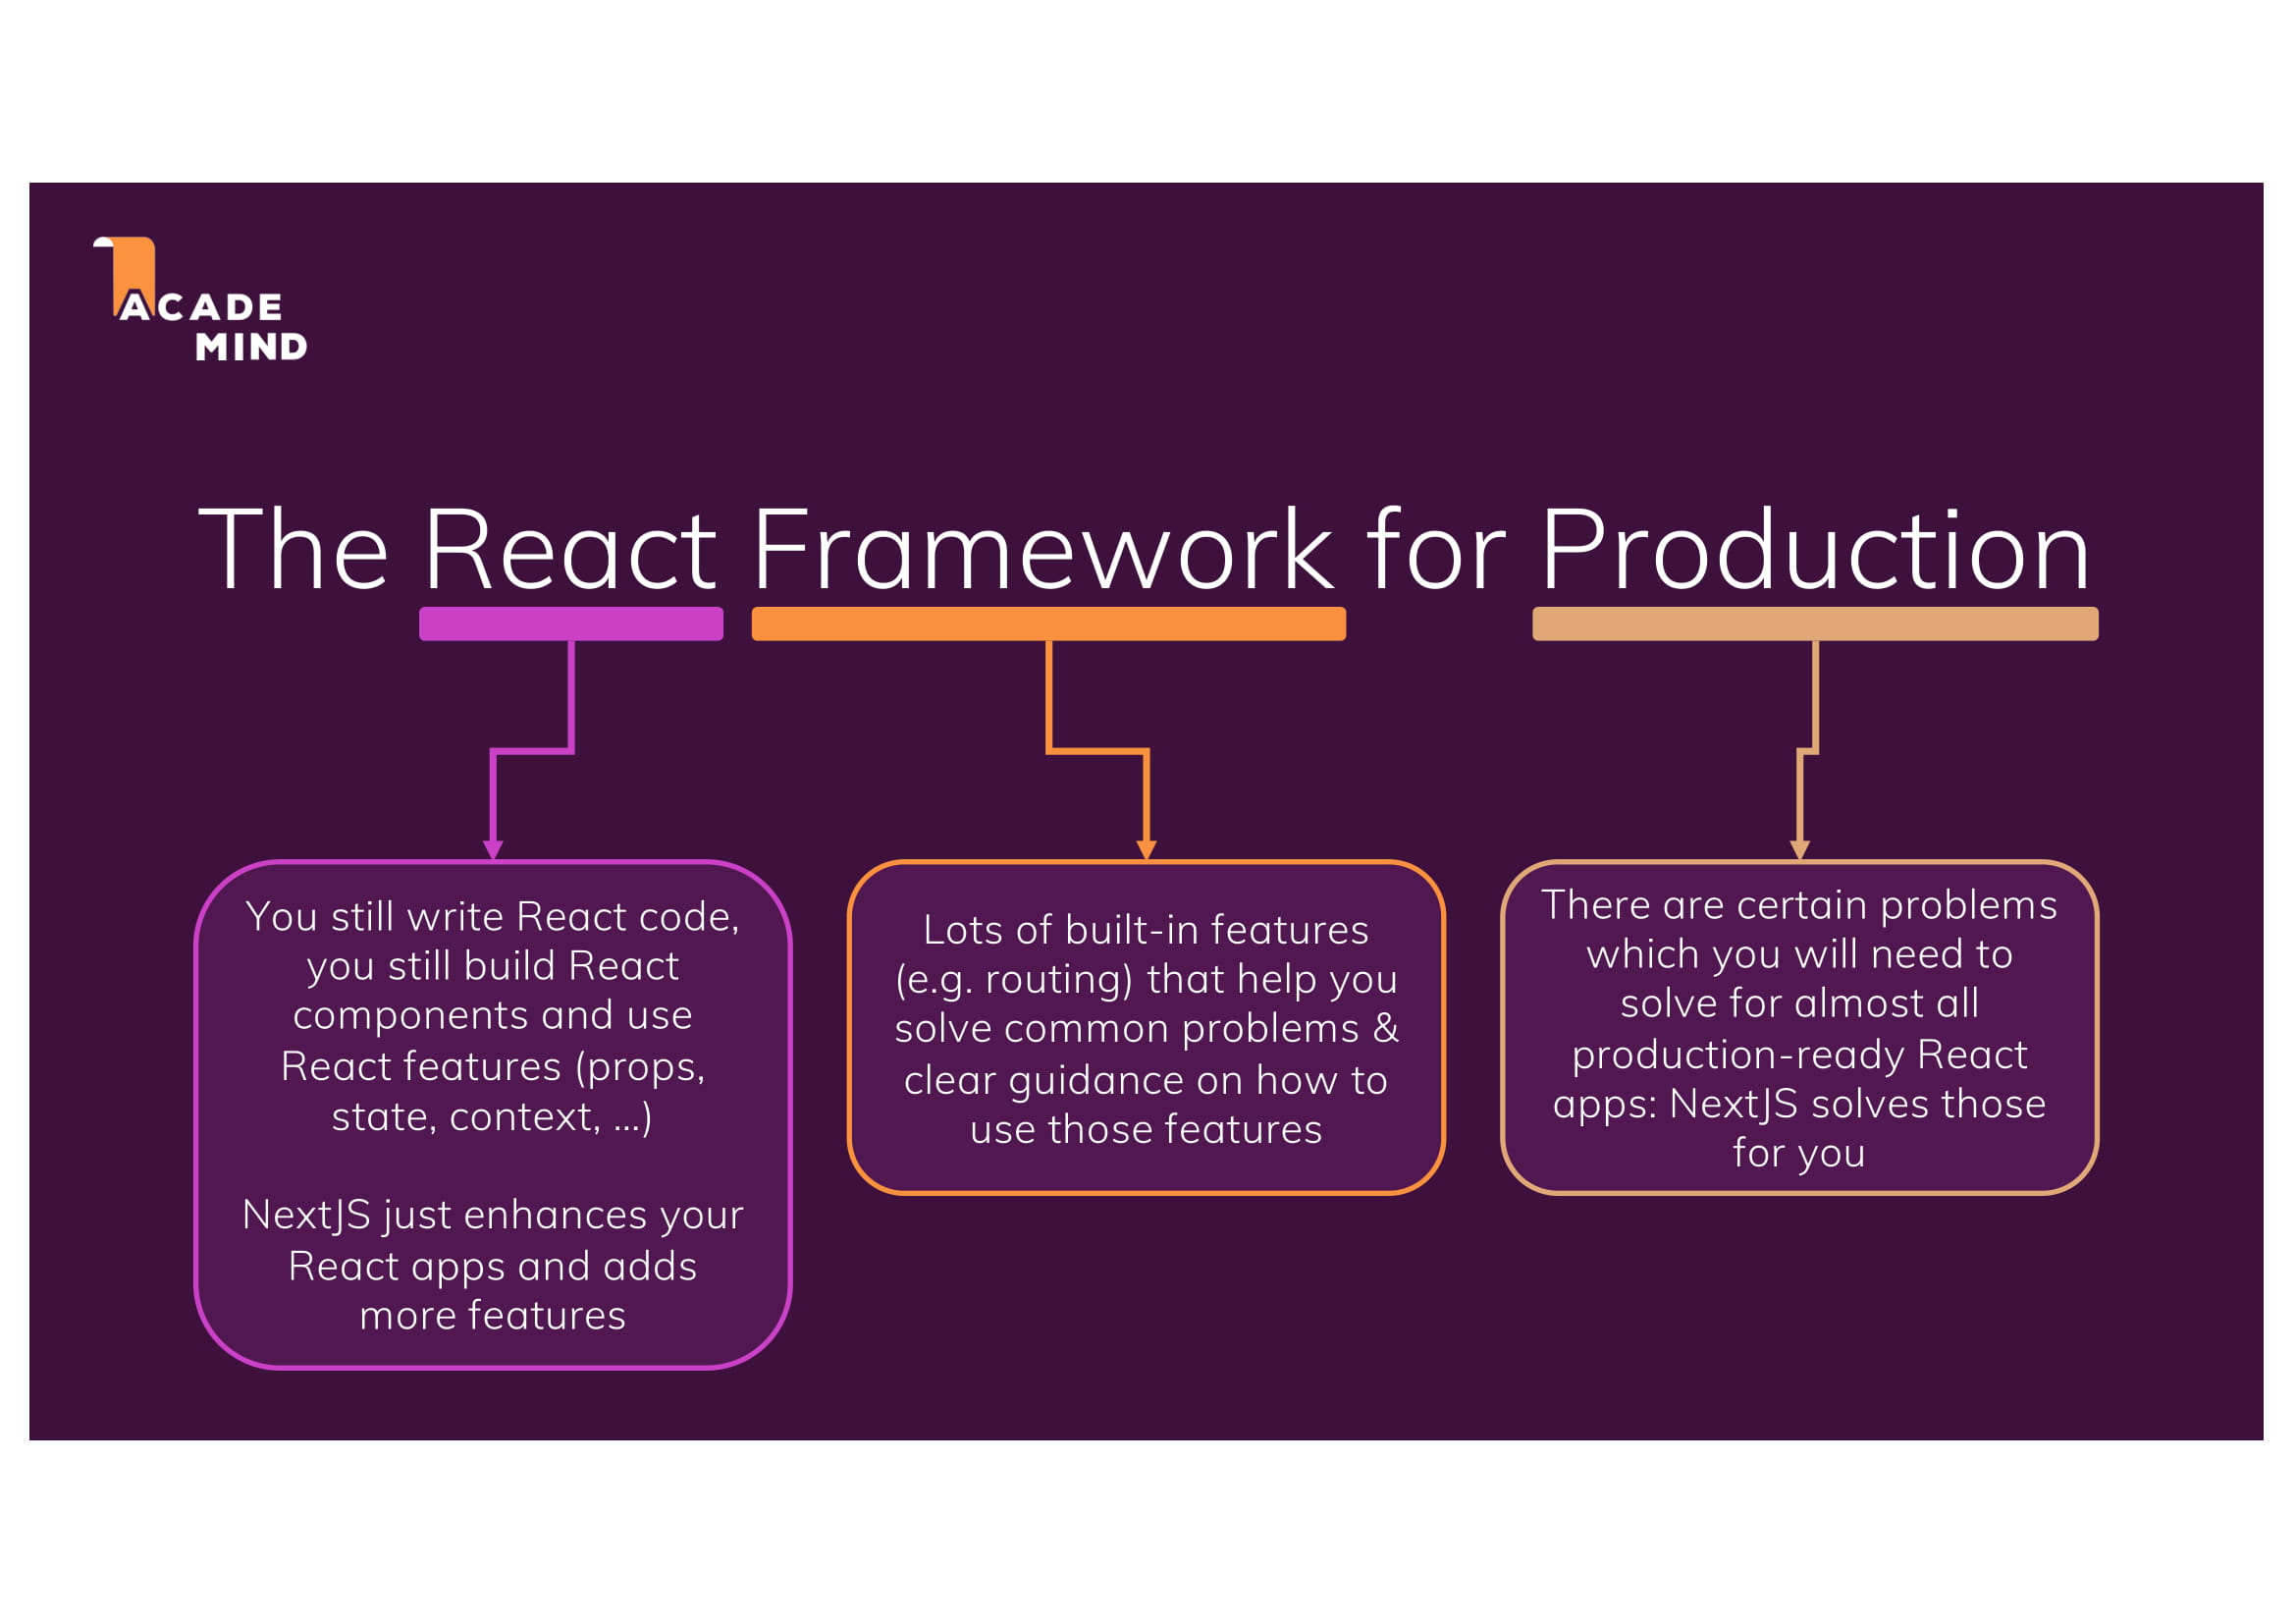 ACADE
MIND
The React Framework for Production
You still write React code,
you still build React
components and use
React features (props,
state, context, …)
NextJS just enhances your
React apps and adds
more features
Lots of built-in features
(e.g. routing) that help you
solve common problems &
clear guidance on how to
use those features
There are certain problems
which you will need to
solve for almost all
production-ready React
apps: NextJS solves those
for you